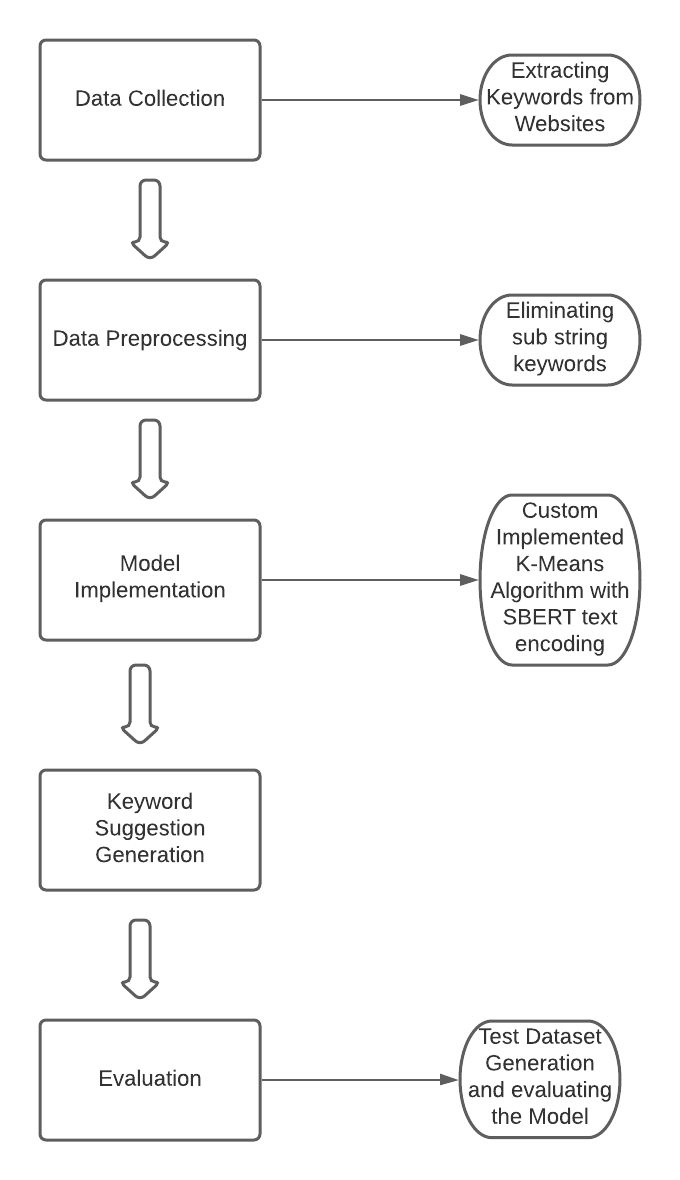 Data Collection
Extracting
Keywords from
Websites
Data Preprocessing
Eliminating
sub string
keywords
Model
Implementation
Custom
Implemented
K-Means
Algorithm with
SBERT text
encoding
Keyword
Suggestion
Generation
Evaluation
Test Dataset
Generation
and evaluating
the Model